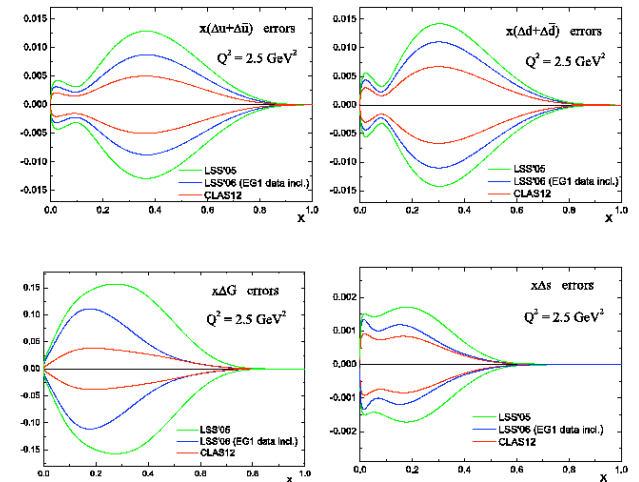 x(Δu+Δū) errors
Q² = 2.5 GeV²
0.015
0.010
0.005
0.000
0.005
-0.010
-0.015
LSS'05
LSS'06 (EG1 data incl.)
CLAS12
0.0 0.2 0.4 0.6 0.8 1.0
X
x(Δd+Δd̄) errors
Q² = 2.5 GeV²
0.015
0.010
0.005
0.000
0.005
-0.010
-0.015
LSS'05
LSS'06 (EG1 data incl.)
CLAS12
0.0 0.2 0.4 0.6 0.8 1.0
X
xΔG errors
Q² = 2.5 GeV²
0.15
0.10
0.05
0.00
-0.05
-0.10
-0.15
LSS'05
LSS'06 (EG1 data incl.)
CLAS12
0.0 0.2 0.4 0.6 0.8 1.0
X
xΔs errors
Q² = 2.5 GeV²
0.002
0.001
0.000
0.001
-0.002
LSS'05
LSS'06 (EG1 data incl.)
CLAS12
0.0 0.2 0.4 0.6 0.8 1.0
X